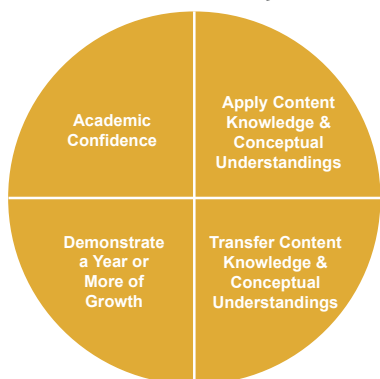 Academic
Confidence
Apply Content
Knowledge &
Conceptual
Understandings
Demonstrate
a Year or
More of
Growth
Transfer Content
Knowledge &
Conceptual
Understandings